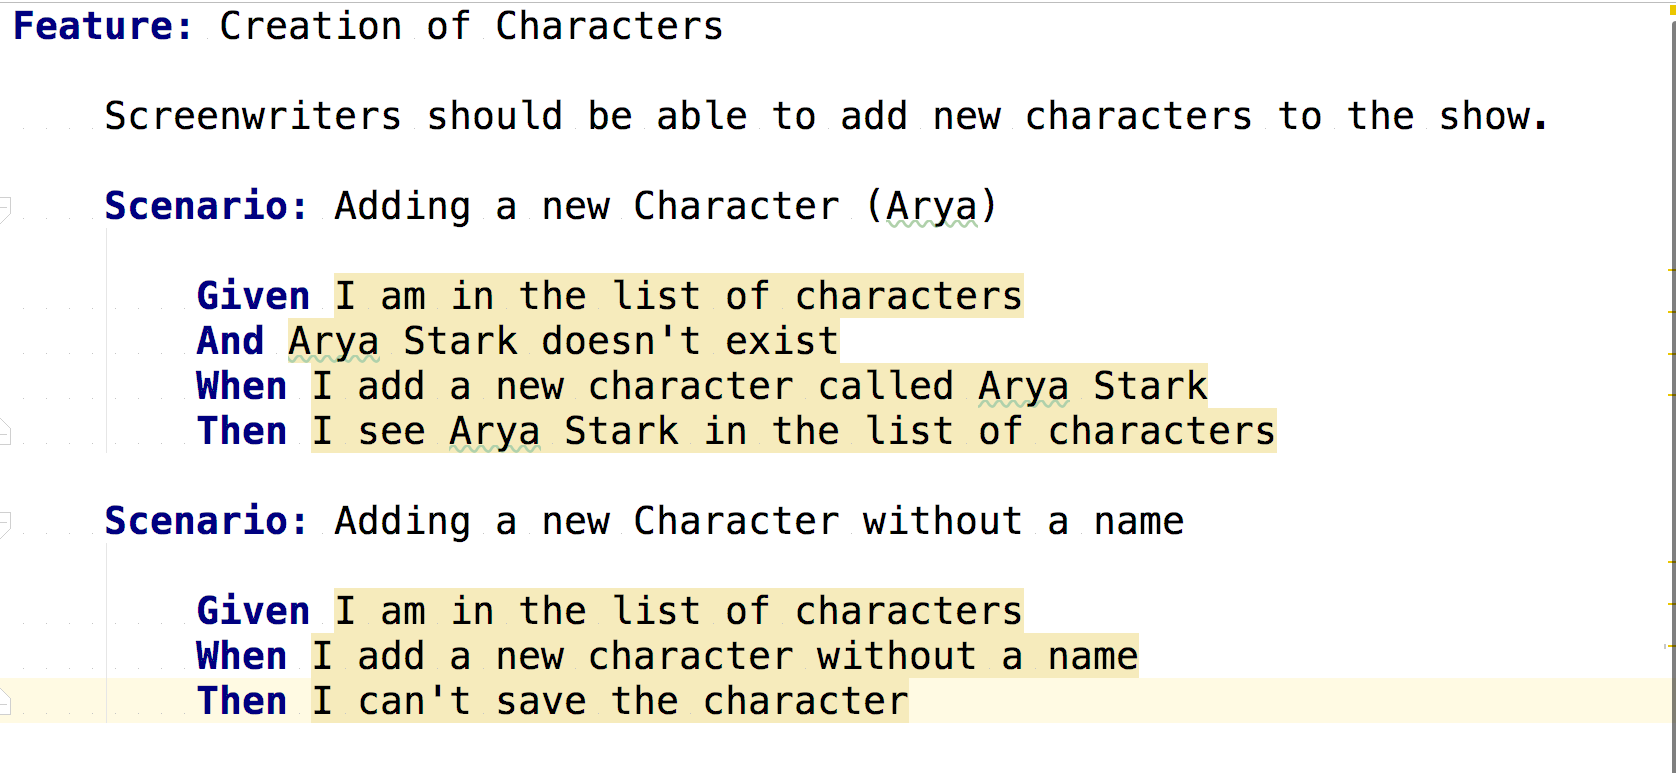 Feature: Creation of Characters
Screenwriters should be able to add new characters to the show.
Scenario: Adding a new Character (Arya)
Given I am in the list of characters
And Arya Stark doesn't exist
When I add a new character called Arya Stark
Then I see Arya Stark in the list of characters
Scenario: Adding a new Character without a name
Given I am in the list of characters
When I add a new character without a name
Then I can't save the character